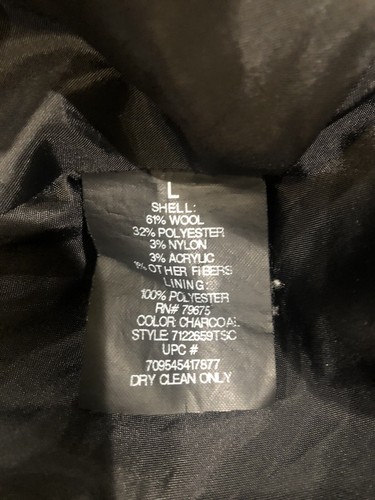 L
SHELL:
61% WOOL
32% POLYESTER
3% NYLON
3% ACRYLIC
1% OTHER FIBERS
LINING:
100% POLYESTER
RN# 79675
COLOR: CHARCOAL
STYLE: 7122659TSC
UPC #
709545417877
DRY CLEAN ONLY